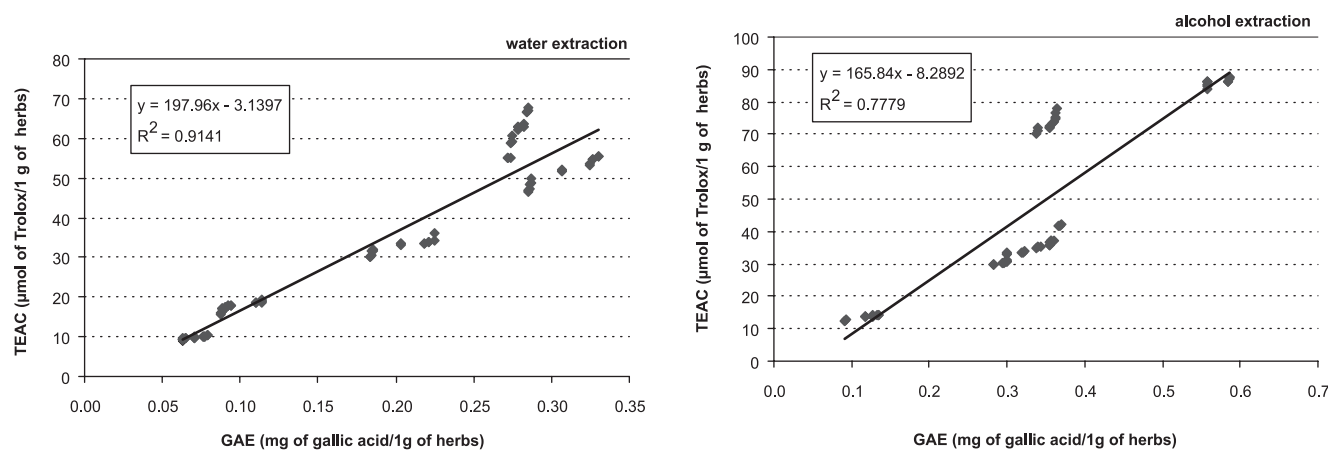 water extraction
80
70
60
50
40
30
20
10
0
TEAC (µmol of Trolox/1 g of herbs)
y = 197.96x - 3.1397
R² = 0.9141
0.00 0.05 0.10 0.15 0.20 0.25 0.30 0.35
GAE (mg of gallic acid/1g of herbs)
alcohol extraction
100
90
80
70
60
50
40
30
20
10
0
TEAC (µmol of Trolox/1 g of herbs)
y = 165.84x - 8.2892
R² = 0.7779
0.0 0.1 0.2 0.3 0.4 0.5 0.6 0.7
GAE (mg of gallic acid/1g of herbs)